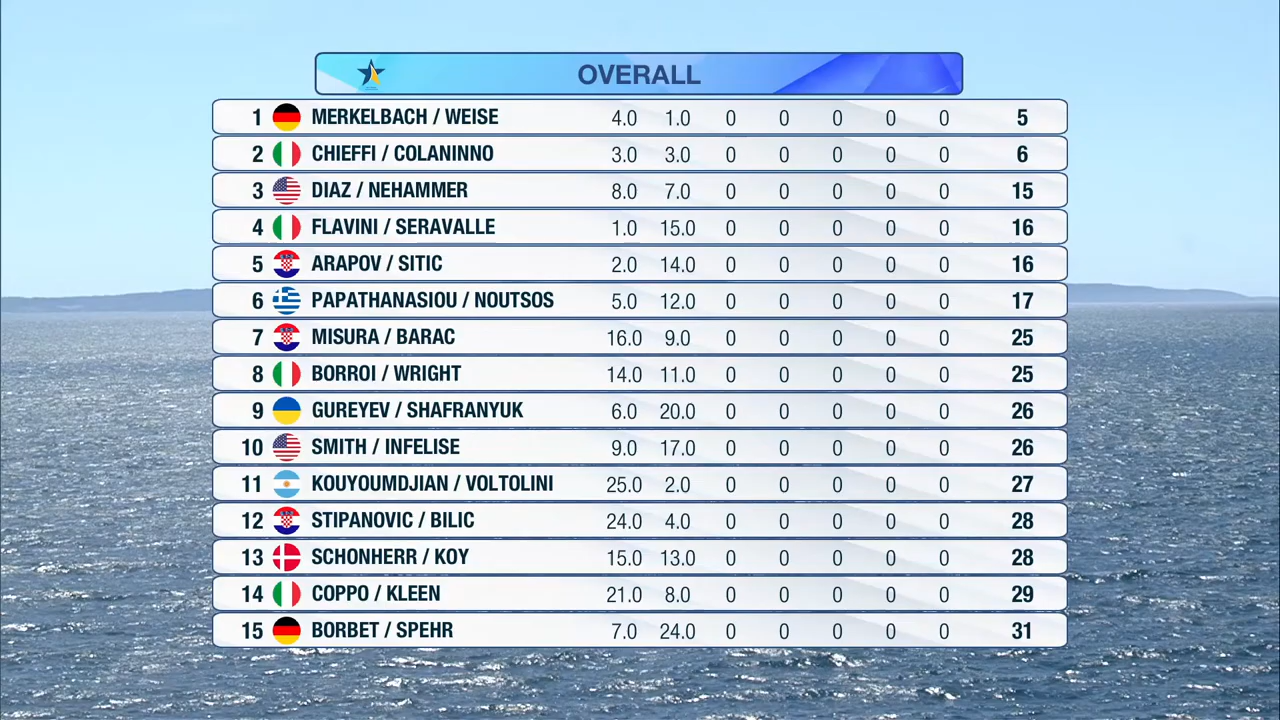 OVERALL
1 MERKELBACH / WEISE 4.0 1.0 0 0 0 0 0 5
2 CHIEFFI / COLANINNO 3.0 3.0 0 0 0 0 0 6
3 DIAZ / NEHAMMER 8.0 7.0 0 0 0 0 0 15
4 FLAVINI / SERAVALLE 1.0 15.0 0 0 0 0 0 16
5 ARAPOV / SITIC 2.0 14.0 0 0 0 0 0 16
6 PAPATHANASIOU / NOUTSOS 5.0 12.0 0 0 0 0 0 17
7 MISURA / BARAC 16.0 9.0 0 0 0 0 0 25
8 BORROI / WRIGHT 14.0 11.0 0 0 0 0 0 25
9 GUREYEV / SHAFRANYUK 6.0 20.0 0 0 0 0 0 26
10 SMITH / INFELISE 9.0 17.0 0 0 0 0 0 26
11 KOUYOUMDJIAN / VOLTOLINI 25.0 2.0 0 0 0 0 0 27
12 STIPANOVIC / BILIC 24.0 4.0 0 0 0 0 0 28
13 SCHONHERR / KOY 15.0 13.0 0 0 0 0 0 28
14 COPPO / KLEEN 21.0 8.0 0 0 0 0 0 29
15 BORBET / SPEHR 7.0 24.0 0 0 0 0 0 31